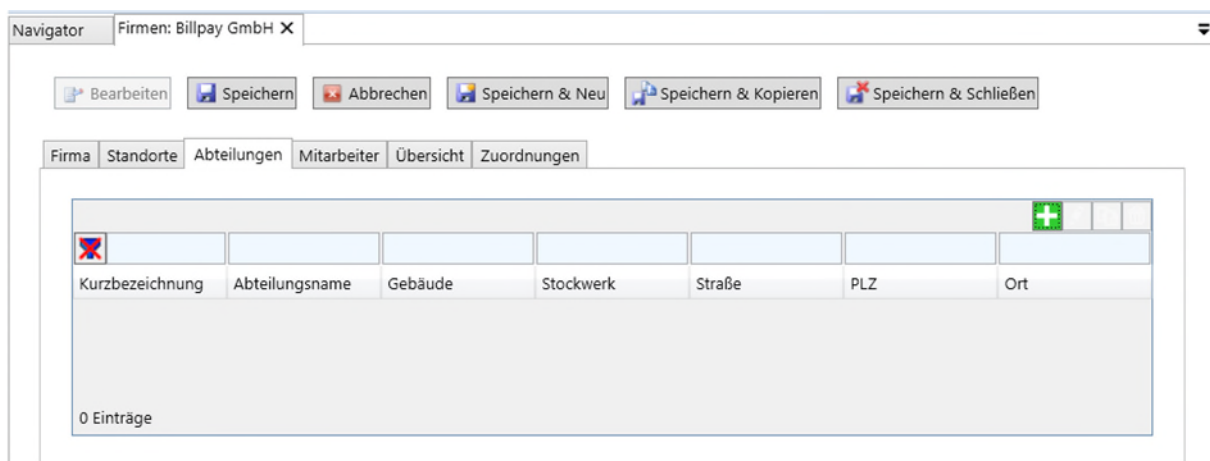 Navigator Firmen: Billpay GmbH X
Bearbeiten Speichern Abbrechen Speichern & Neu Speichern & Kopieren Speichern & Schließen
Firma Standorte Abteilungen Mitarbeiter Übersicht Zuordnungen
Kurzbezeichnung Abteilungsname Gebäude Stockwerk Straße PLZ Ort
0 Einträge